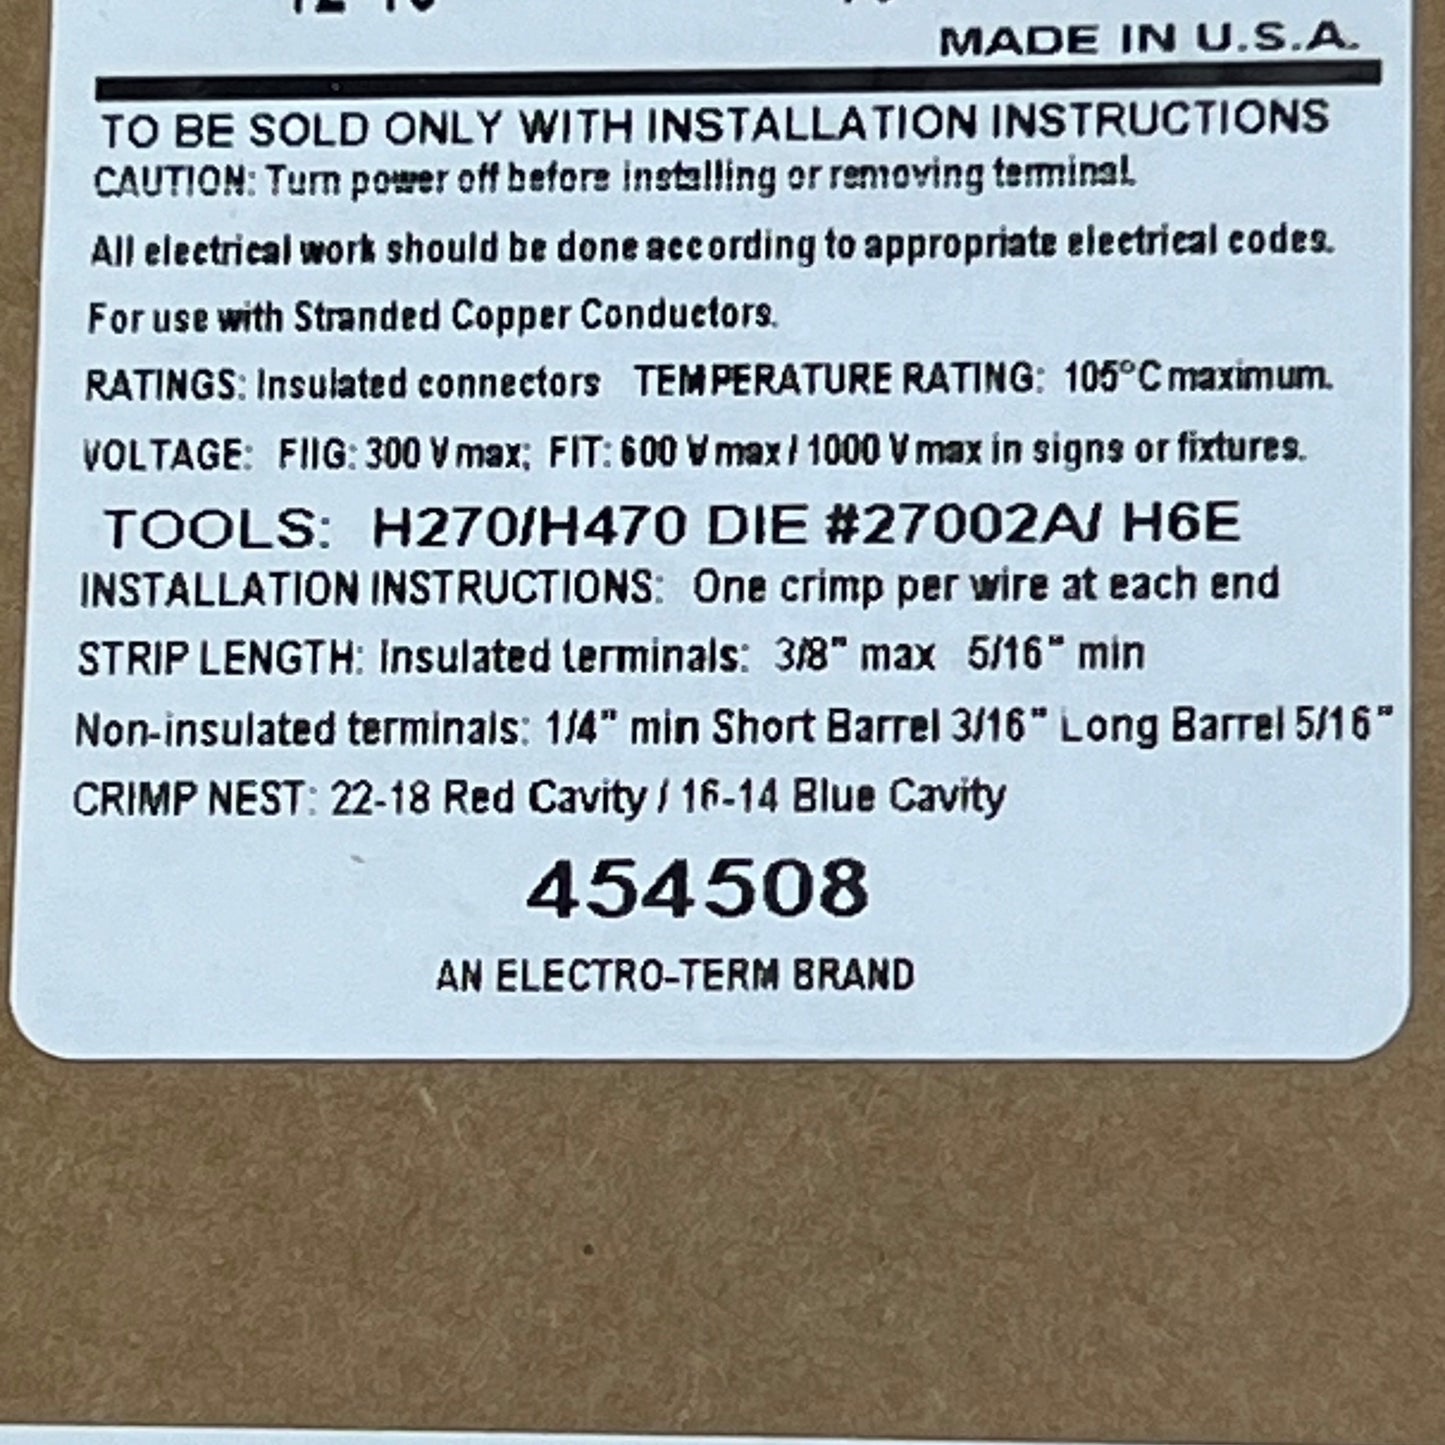 MADE IN U.S.A.
TO BE SOLD ONLY WITH INSTALLATION INSTRUCTIONS
CAUTION: Turn power off before installing or removing terminal.
All electrical work should be done according to appropriate electrical codes.
For use with Stranded Copper Conductors.
RATINGS: Insulated connectors TEMPERATURE RATING: 105°C maximum.
VOLTAGE: FIIG: 300 V max; FIT: 600 V max / 1000 V max in signs or fixtures.
TOOLS: H270/H470 DIE #27002A/ H6E
INSTALLATION INSTRUCTIONS: One crimp per wire at each end
STRIP LENGTH: Insulated terminals: 3/8" max 5/16" min
Non-insulated terminals: 1/4" min Short Barrel 3/16" Long Barrel 5/16"
CRIMP NEST: 22-18 Red Cavity / 16-14 Blue Cavity
454508
AN ELECTRO-TERM BRAND